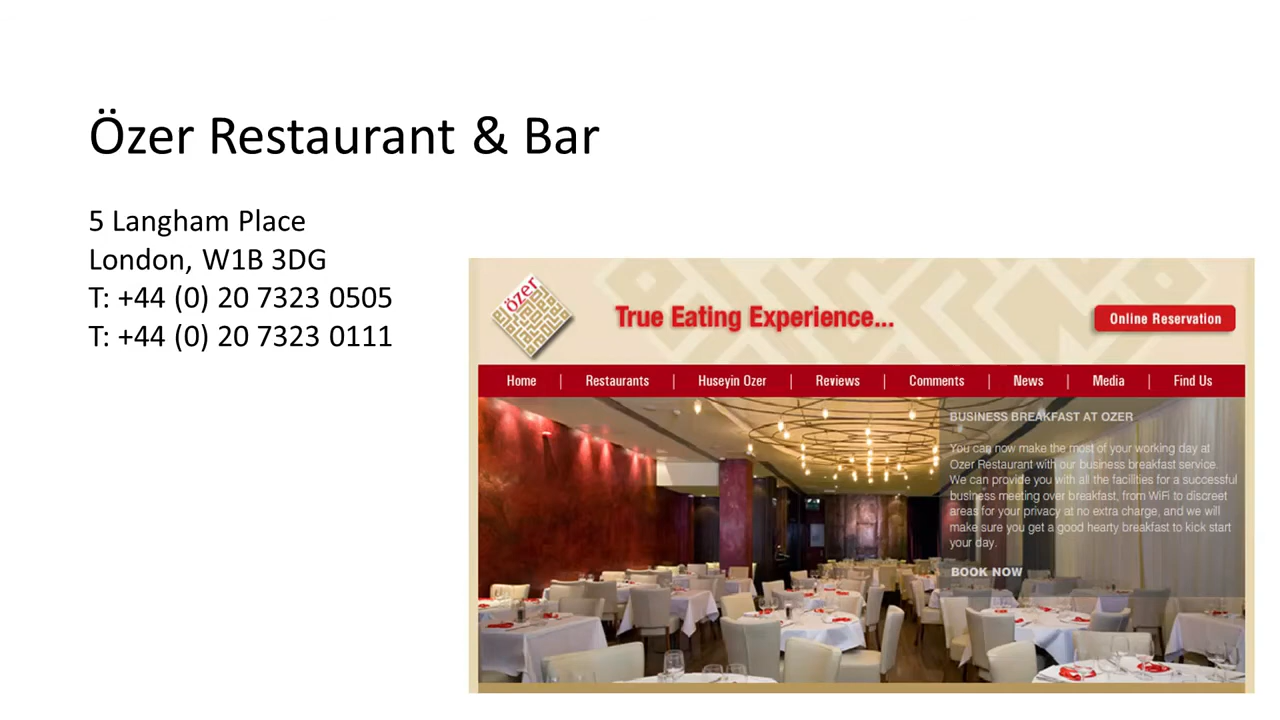 Özer Restaurant & Bar
5 Langham Place
London, W1B 3DG
T: +44 (0) 20 7323 0505
T: +44 (0) 20 7323 0111
özer
True Eating Experience...
Online Reservation
Home | Restaurants | Huseyin Ozer | Reviews | Comments | News | Media | Find Us
BUSINESS BREAKFAST AT OZER
You can now make the most of your working day at
Ozer Restaurant with our business breakfast service.
We can provide you with all the facilities for a successful
business meeting over breakfast, from WiFi to discreet
areas for your privacy at no extra charge, and we will
make sure you get a good hearty breakfast to kick start
your day.
BOOK NOW